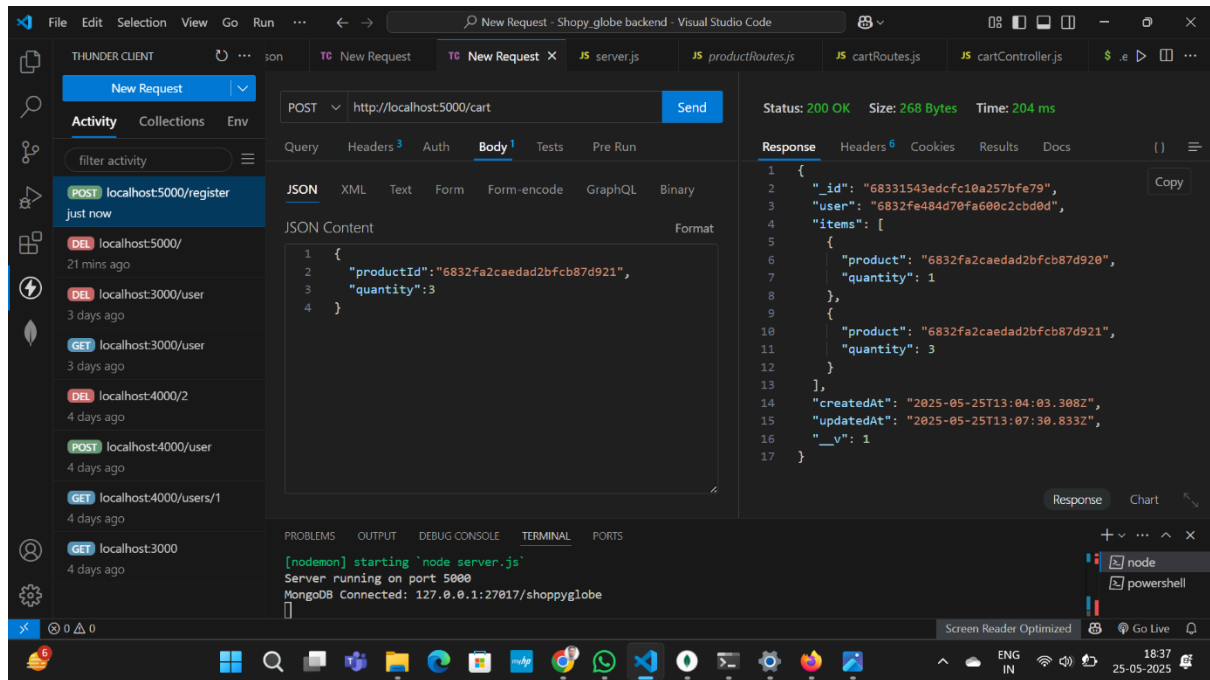 File Edit Selection View Go Run ··· New Request - Shopy_globe backend - Visual Studio Code
THUNDER CLIENT
son TC New Request TC New Request JS server.js JS productRoutes.js JS cartRoutes.js JS cartController.js $ .e
New Request
Activity Collections Env
filter activity
POST localhost:5000/register
just now
DEL localhost:5000/
21 mins ago
DEL localhost:3000/user
3 days ago
GET localhost:3000/user
3 days ago
DEL localhost:4000/2
4 days ago
POST localhost:4000/user
4 days ago
GET localhost:4000/users/1
4 days ago
GET localhost:3000
4 days ago
POST http://localhost:5000/cart Send
Query Headers 3 Auth Body 1 Tests Pre Run
JSON XML Text Form Form-encode GraphQL Binary
JSON Content Format
1 {
2 "productId":"6832fa2caedad2bfcb87d921",
3 "quantity":3
4 }
Status: 200 OK Size: 268 Bytes Time: 204 ms
Response Headers 6 Cookies Results Docs { }
Copy
1 {
2 "_id": "68331543edcfc10a257bfe79",
3 "user": "6832fe484d70fa600c2cbd0d",
4 "items": [
5 {
6 "product": "6832fa2caedad2bfcb87d920",
7 "quantity": 1
8 },
9 {
10 "product": "6832fa2caedad2bfcb87d921",
11 "quantity": 3
12 }
13 ],
14 "createdAt": "2025-05-25T13:04:03.308Z",
15 "updatedAt": "2025-05-25T13:07:30.833Z",
16 "__v": 1
17 }
Response Chart
PROBLEMS OUTPUT DEBUG CONSOLE TERMINAL PORTS
[nodemon] starting `node server.js`
Server running on port 5000
MongoDB Connected: 127.0.0.1:27017/shoppyglobe
node
powershell
0 0 Screen Reader Optimized Go Live
6
myhp
ENG
IN
18:37
25-05-2025